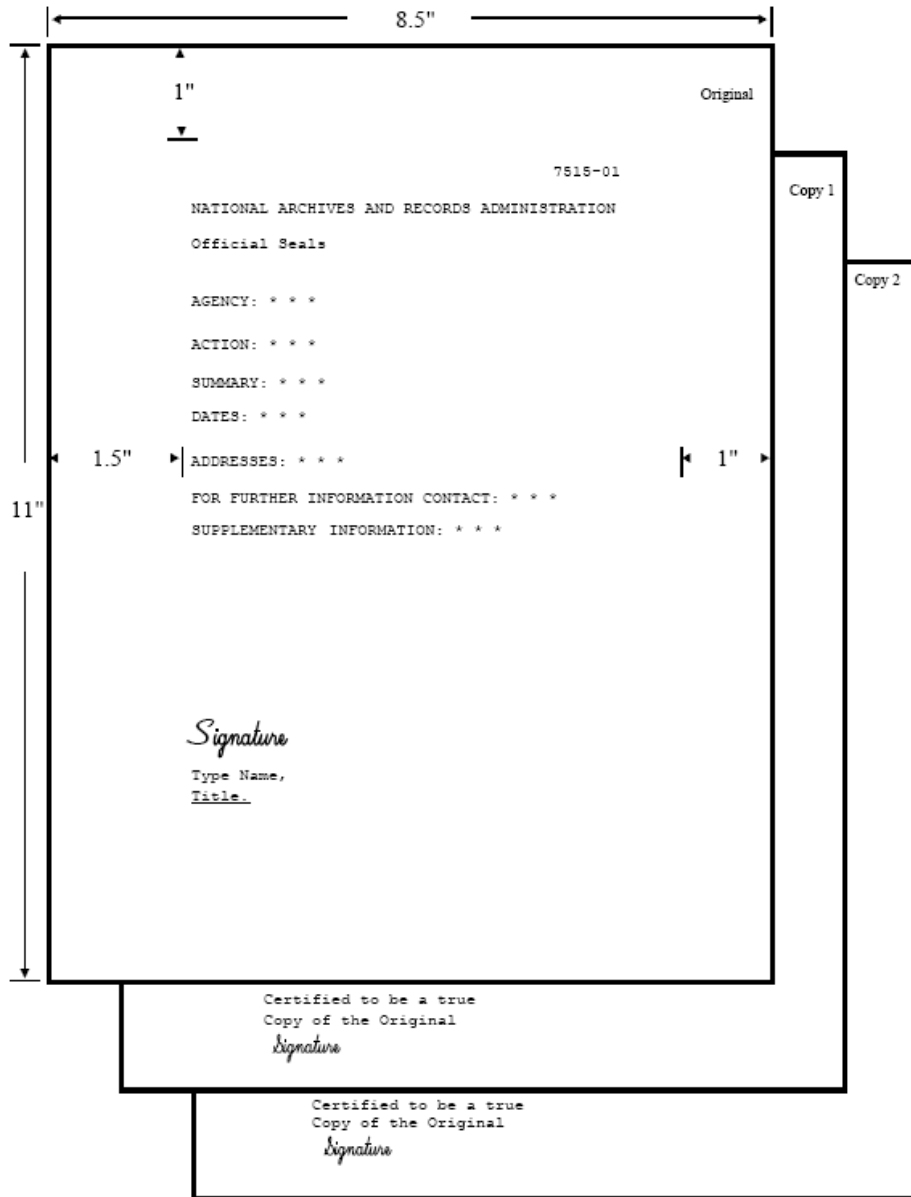 8.5"
1"
Original
7515-01
Copy 1
NATIONAL ARCHIVES AND RECORDS ADMINISTRATION
Official Seals
Copy 2
AGENCY: * * *
ACTION: * * *
SUMMARY: * * *
DATES: * * *
1.5"
ADDRESSES: * * *
1"
FOR FURTHER INFORMATION CONTACT: * * *
11"
SUPPLEMENTARY INFORMATION: * * *
Signature
Type Name,
Title.
Certified to be a true
Copy of the Original
Signature
Certified to be a true
Copy of the Original
Signature